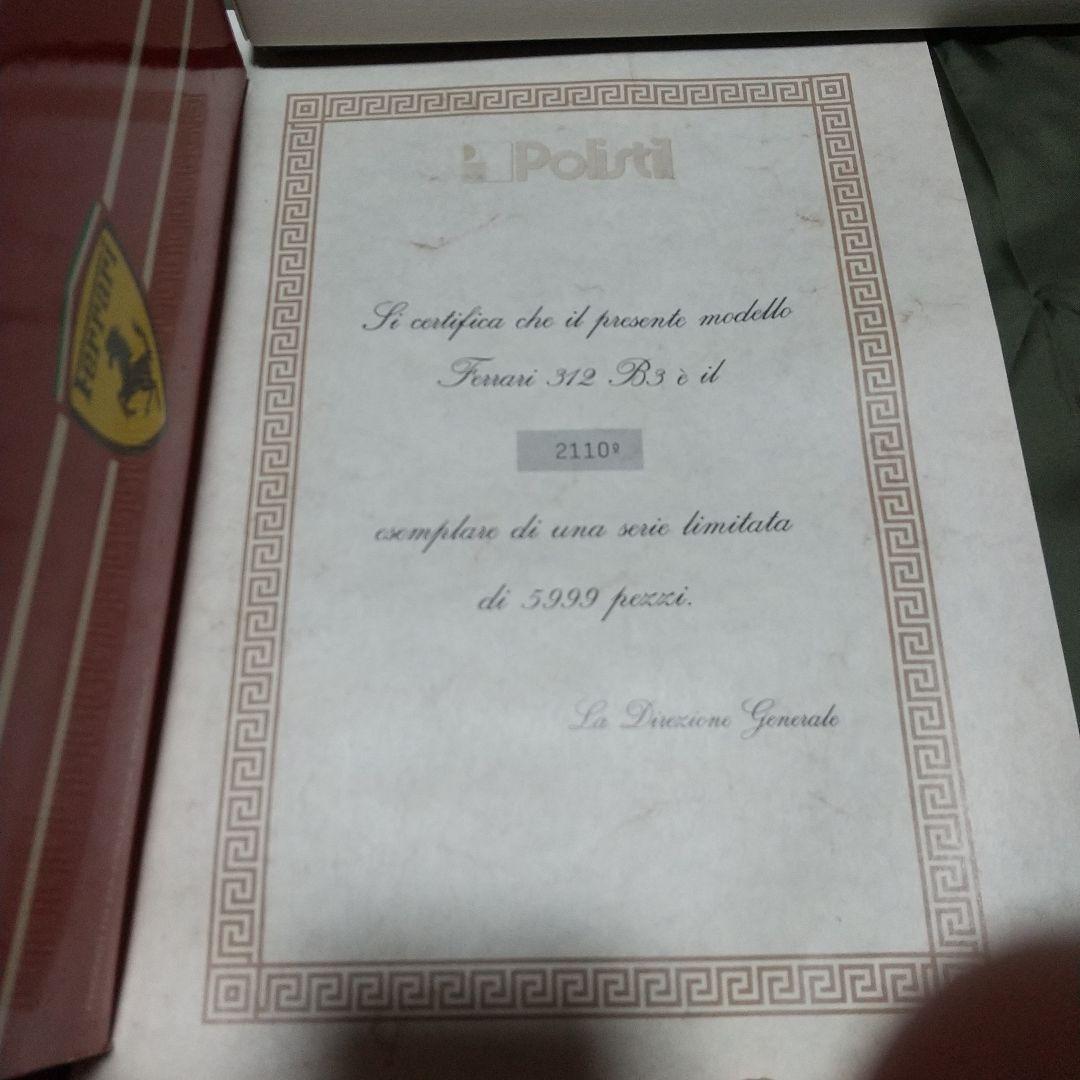 Ferrari
Polistil
Si certifica che il presente modello
Ferrari 312 B3 è il
2110º
esemplare di una serie limitata
di 5999 pezzi.
La Direzione Generale